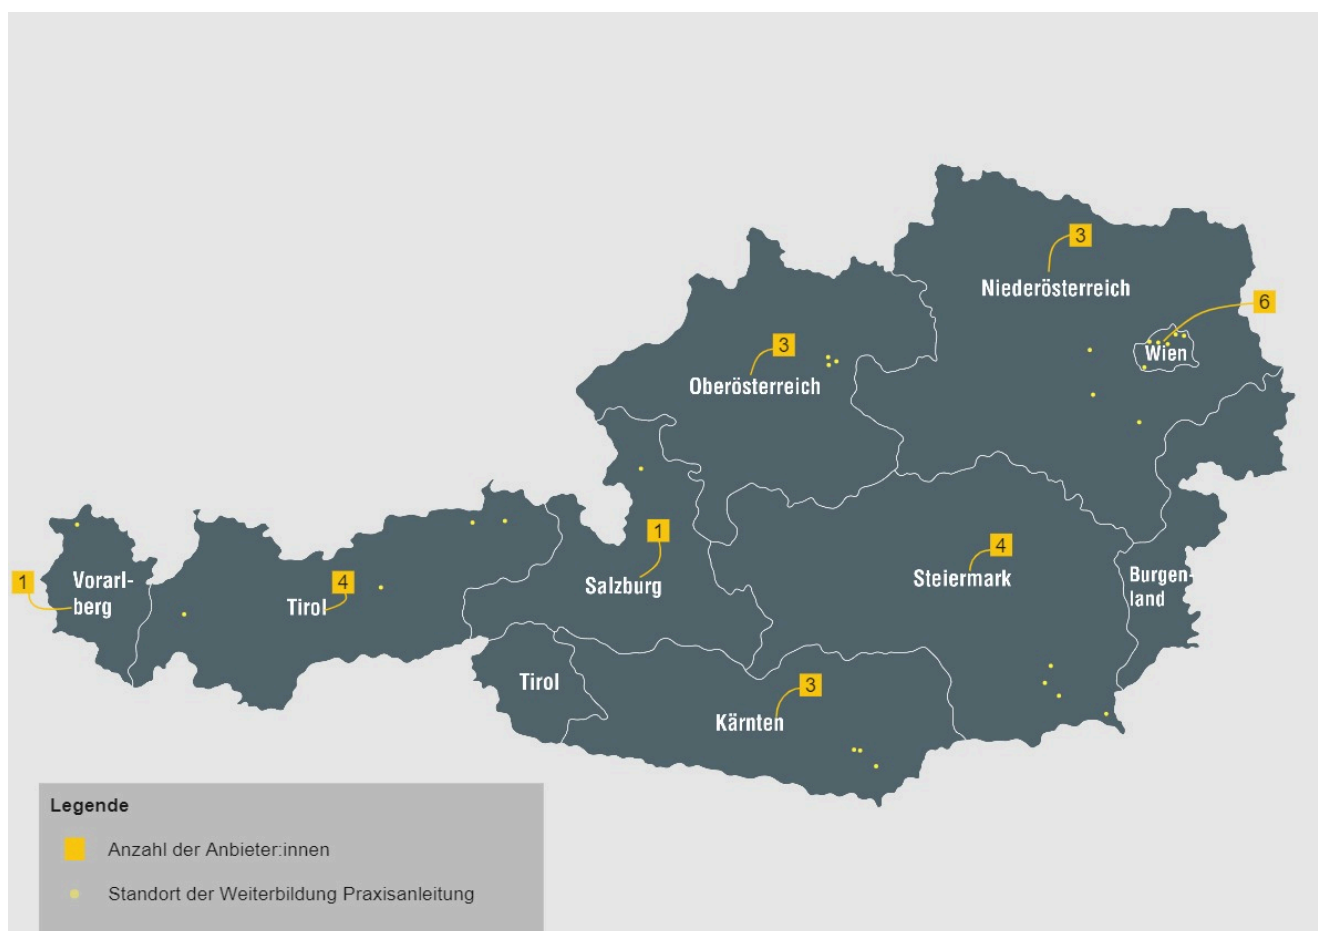 3
Niederösterreich
6
Wien
3
Oberösterreich
1
Salzburg
4
Steiermark
Burgen-
land
1
Vorarl-
berg
4
Tirol
Tirol
3
Kärnten
Legende
Anzahl der Anbieter:innen
Standort der Weiterbildung Praxisanleitung